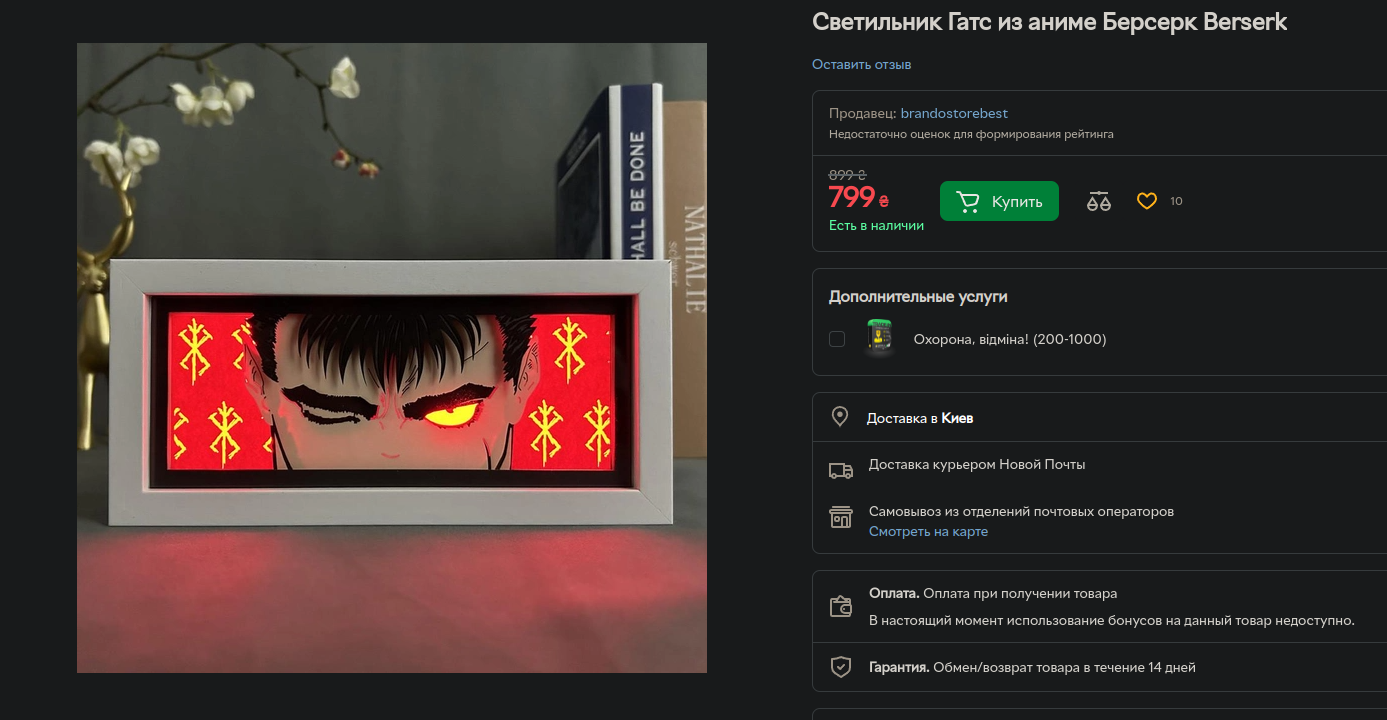 Светильник Гатс из аниме Берсерк Berserk
Оставить отзыв
Продавец: brandostorebest
Недостаточно оценок для формирования рейтинга
899 ₴
799 ₴
Купить
10
Есть в наличии
Дополнительные услуги
Охорона, відміна! (200-1000)
Доставка в Киев
Доставка курьером Новой Почты
Самовывоз из отделений почтовых операторов
Смотреть на карте
Оплата. Оплата при получении товара
В настоящий момент использование бонусов на данный товар недоступно.
Гарантия. Обмен/возврат товара в течение 14 дней
HALL BE DONE
NATHALIE